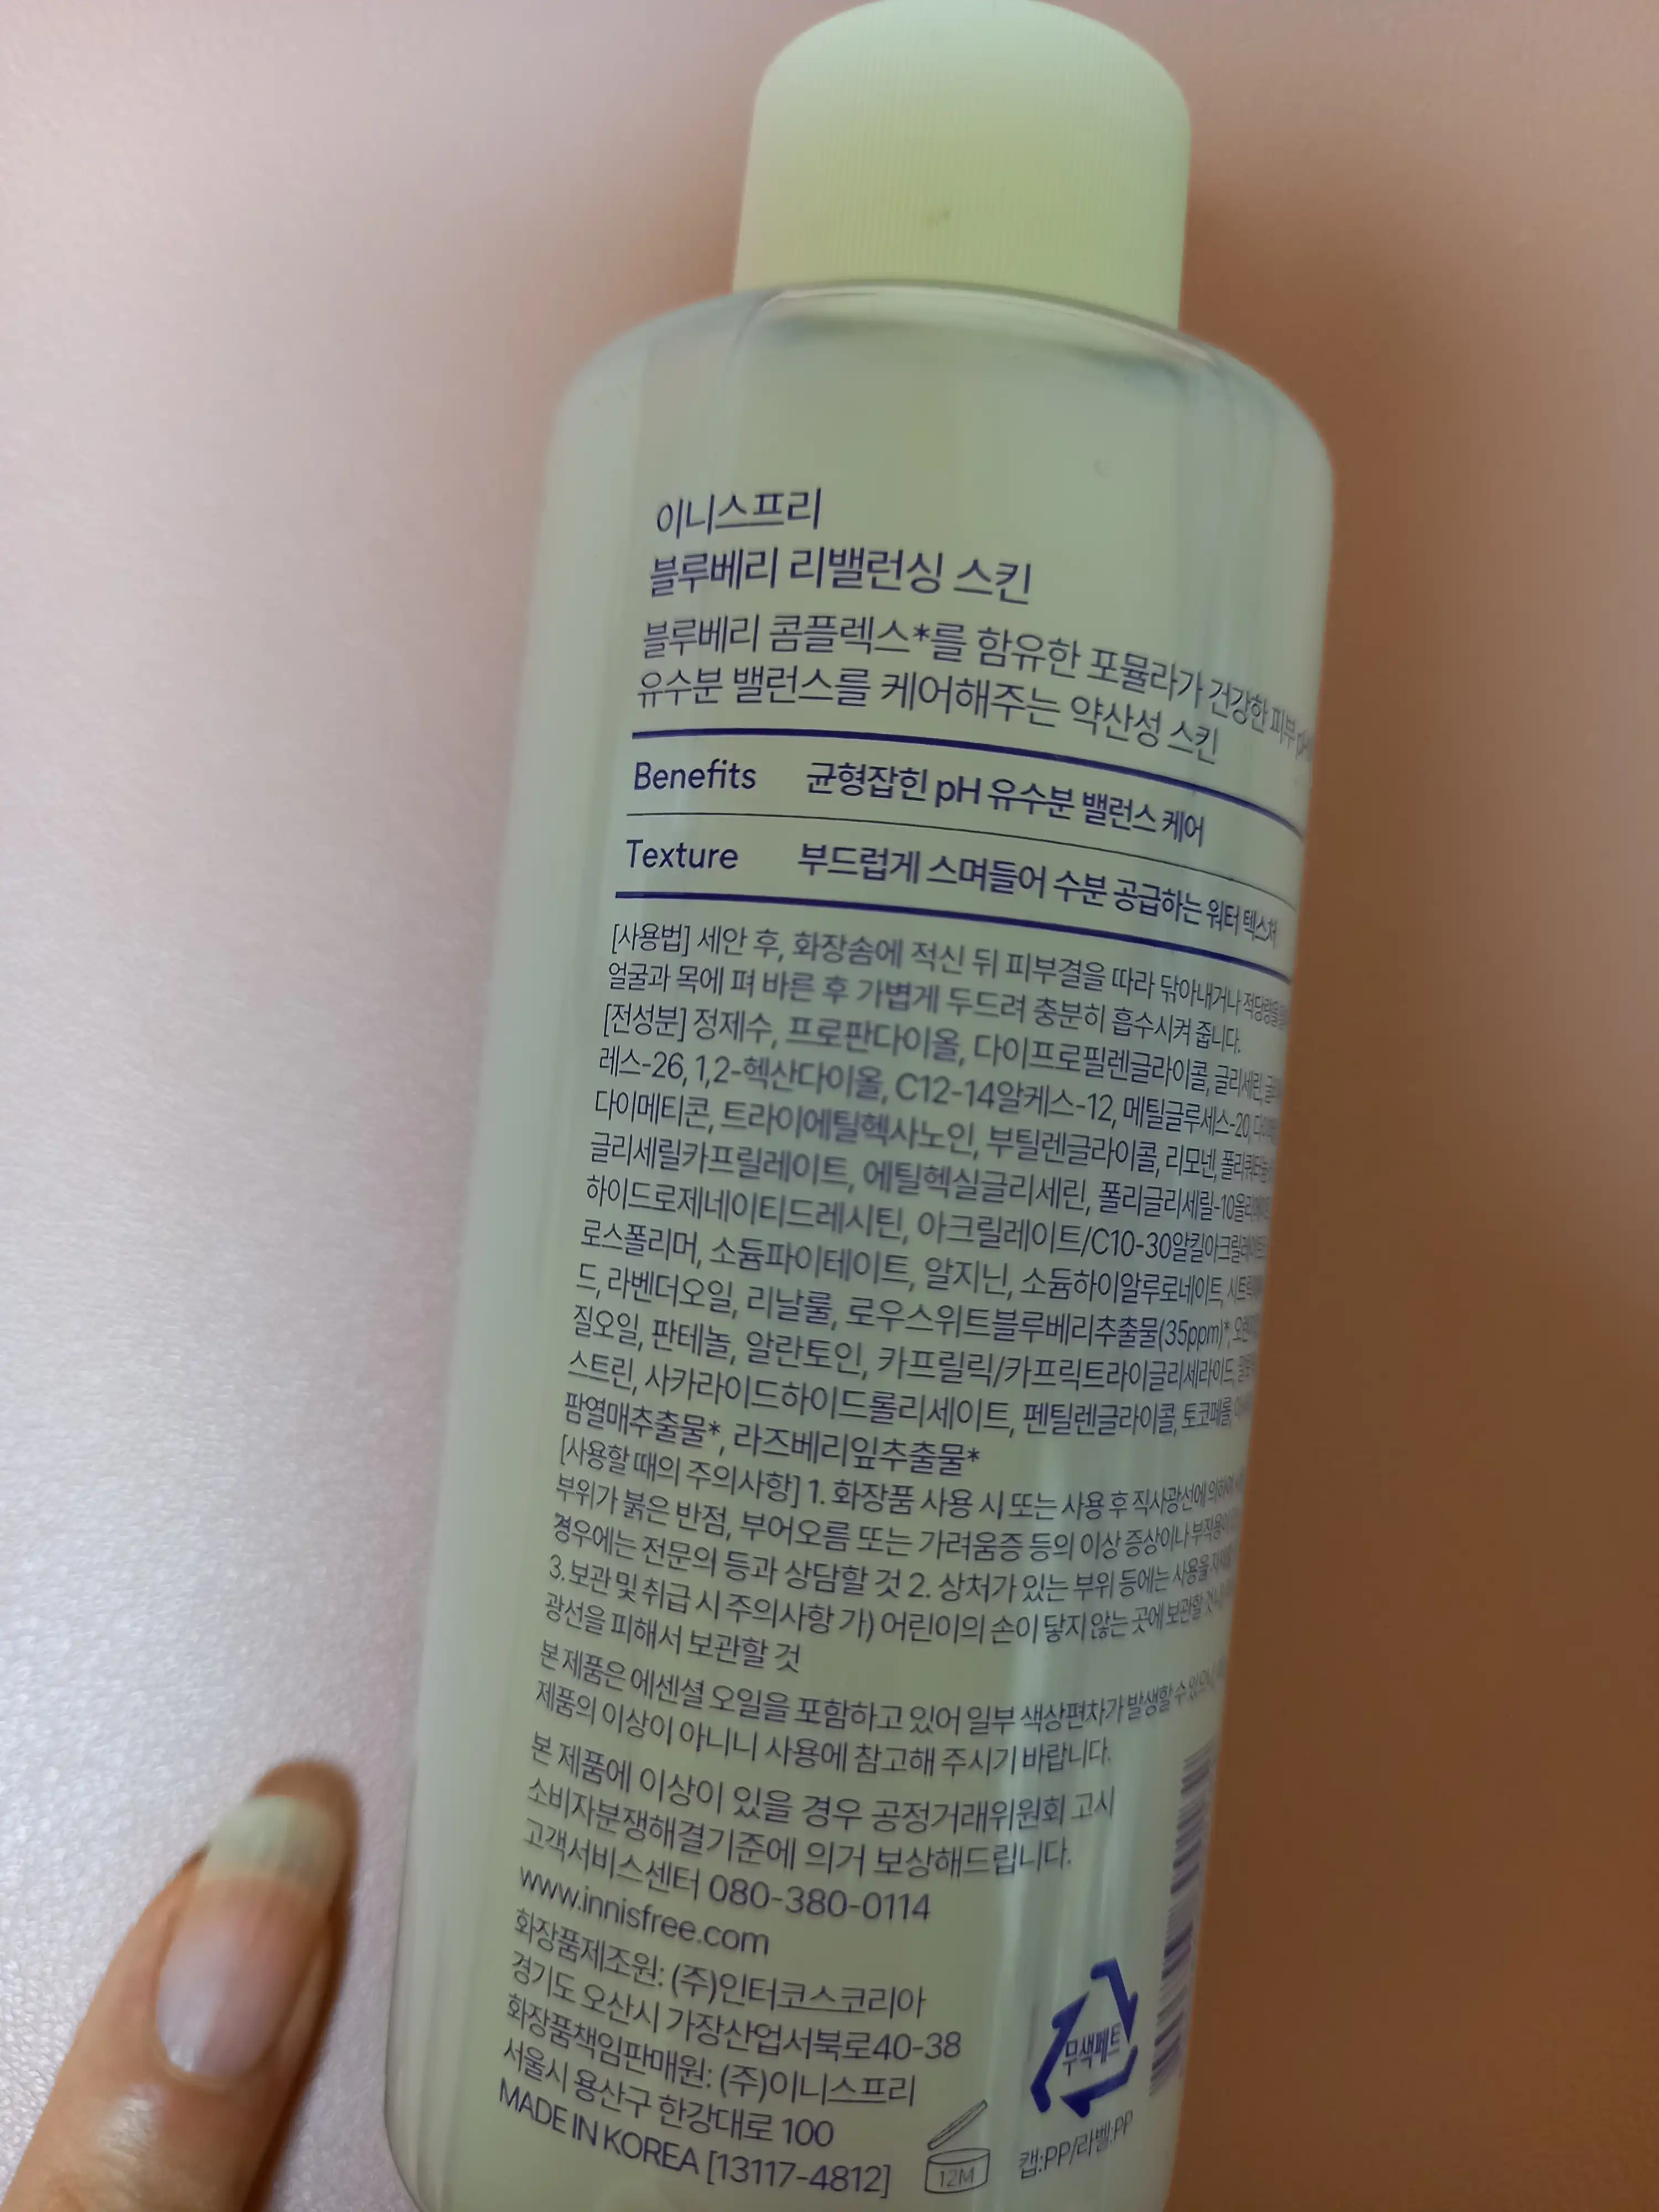 이니스프리
블루베리 리밸런싱 스킨
블루베리 콤플렉스*를 함유한 포뮬라가 건강한 피부
유수분 밸런스를 케어해주는 약산성 스킨
Benefits 균형잡힌 pH 유수분 밸런스 케어
Texture 부드럽게 스며들어 수분 공급하는 워터 텍스처
[사용법] 세안 후, 화장솜에 적신 뒤 피부결을 따라 닦아내거나 적당량을
얼굴과 목에 펴 바른 후 가볍게 두드려 충분히 흡수시켜 줍니다.
[전성분] 정제수, 프로판다이올, 다이프로필렌글라이콜, 글리세린,
레스-26, 1,2-헥산다이올, C12-14알케스-12, 메틸글루세스-20,
다이메티콘, 트라이에틸헥사노인, 부틸렌글라이콜, 리모넨,
글리세릴카프릴레이트, 에틸헥실글리세린, 폴리글리세릴-10올리에이트,
하이드로제네이티드레시틴, 아크릴레이트/C10-30알킬아크릴레이트
로스폴리머, 소듐파이테이트, 알지닌, 소듐하이알루로네이트,
드, 라벤더오일, 리날룰, 로우스위트블루베리추출물(35ppm)*,
질오일, 판테놀, 알란토인, 카프릴릭/카프릭트라이글리세라이드,
스트린, 사카라이드하이드롤리세이트, 펜틸렌글라이콜, 토코페롤,
팜열매추출물*, 라즈베리잎추출물*
[사용할 때의 주의사항] 1. 화장품 사용 시 또는 사용 후 직사광선에 의하여
부위가 붉은 반점, 부어오름 또는 가려움증 등의 이상 증상이나 부작용이
경우에는 전문의 등과 상담할 것 2. 상처가 있는 부위 등에는 사용을
3. 보관 및 취급 시 주의사항 가) 어린이의 손이 닿지 않는 곳에 보관할 것
광선을 피해서 보관할 것
본 제품은 에센셜 오일을 포함하고 있어 일부 색상편차가 발생할 수 있으나,
제품의 이상이 아니니 사용에 참고해 주시기 바랍니다.
본 제품에 이상이 있을 경우 공정거래위원회 고시
소비자분쟁해결기준에 의거 보상해드립니다.
고객서비스센터 080-380-0114
www.innisfree.com
화장품제조원: (주)인터코스코리아
경기도 오산시 가장산업서북로40-38
화장품책임판매원: (주)이니스프리
서울시 용산구 한강대로 100
MADE IN KOREA [13117-4812]
12M
무색페트
캡:PP/라벨:PP